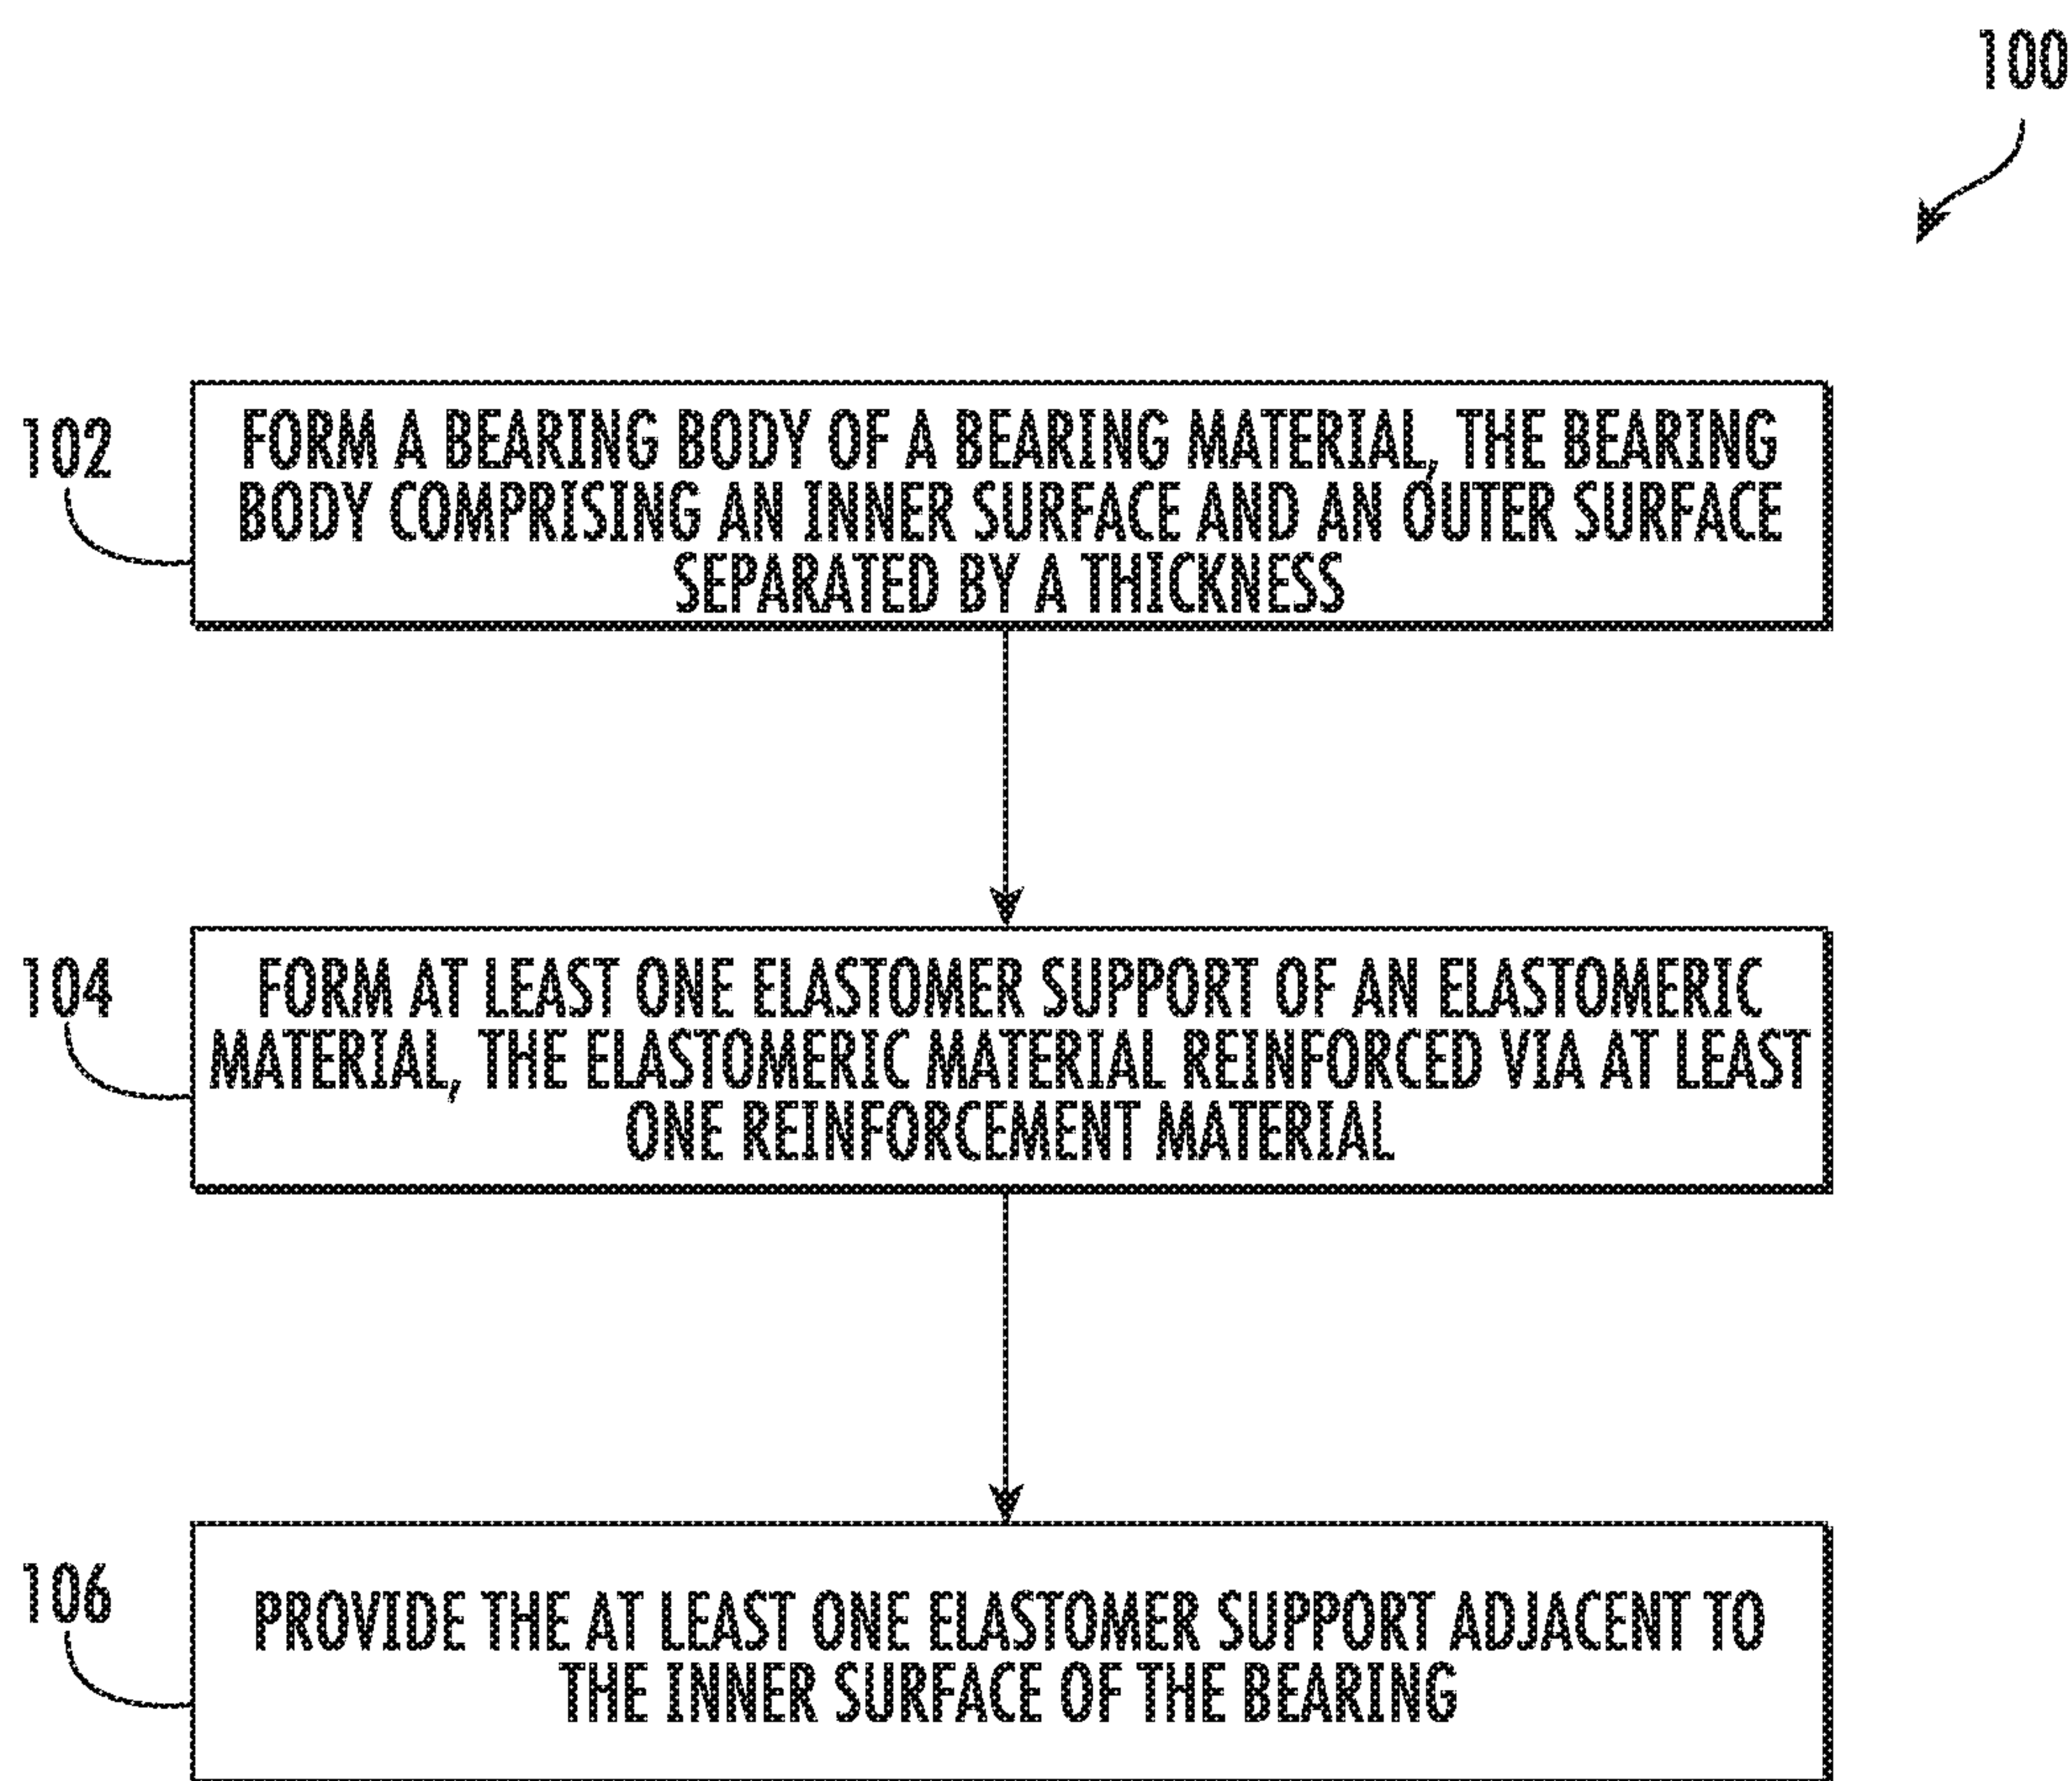 100
102
FORM A BEARING BODY OF A BEARING MATERIAL, THE BEARING
BODY COMPRISING AN INNER SURFACE AND AN OUTER SURFACE
SEPARATED BY A THICKNESS
104
FORM AT LEAST ONE ELASTOMER SUPPORT OF AN ELASTOMERIC
MATERIAL, THE ELASTOMERIC MATERIAL REINFORCED VIA AT LEAST
ONE REINFORCEMENT MATERIAL
106
PROVIDE THE AT LEAST ONE ELASTOMER SUPPORT ADJACENT TO
THE INNER SURFACE OF THE BEARING